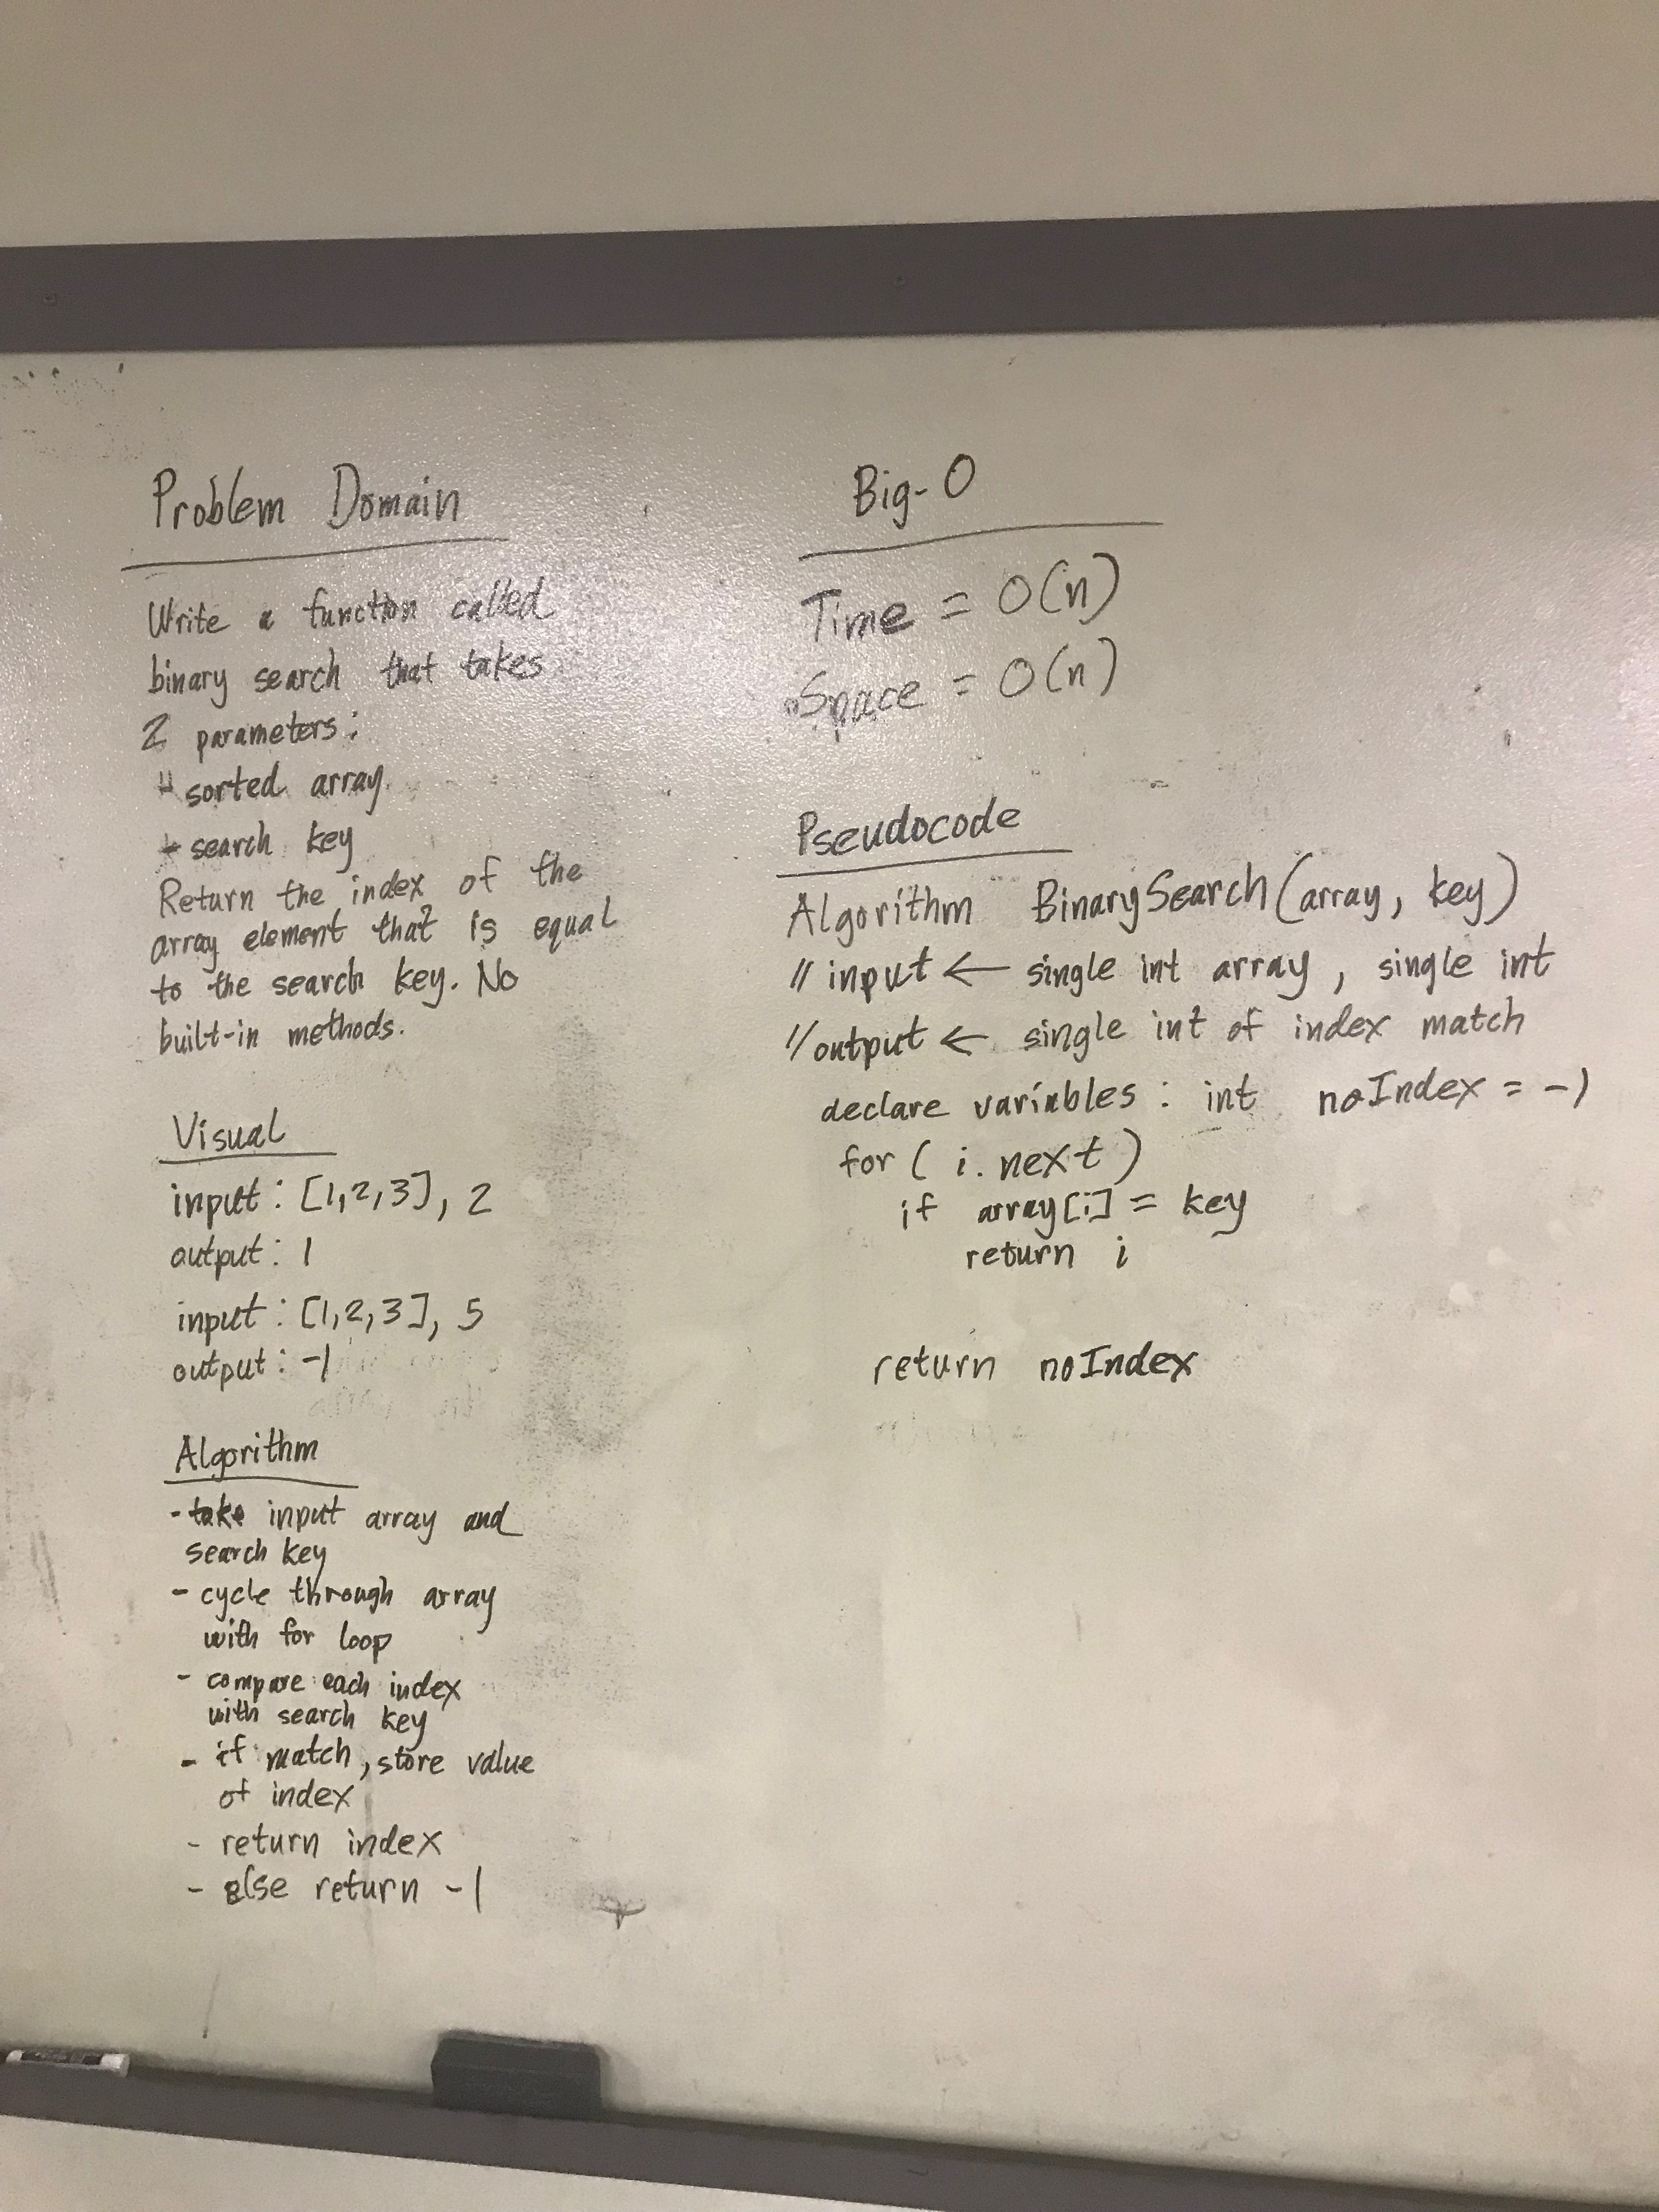 Problem Domain
Write a function called
binary search that takes
2 parameters:
sorted array
search key
Return the index of the
array element that is equal
to the search key. No
built-in methods.
Visual
input: [1,2,3], 2
output: 1
input: [1,2,3], 5
output: -1
Algorithm
- take input array and
search key
- cycle through array
with for loop
- compare each index
with search key
- if match, store value
of index
- return index
- else return -1
Big-O
Time = O(n)
Space = O(n)
Pseudocode
Algorithm BinarySearch(array, key)
// input ← single int array, single int
// output ← single int of index match
declare variables: int noIndex = -1
for ( i.next )
if array[i] = key
return i
return noIndex